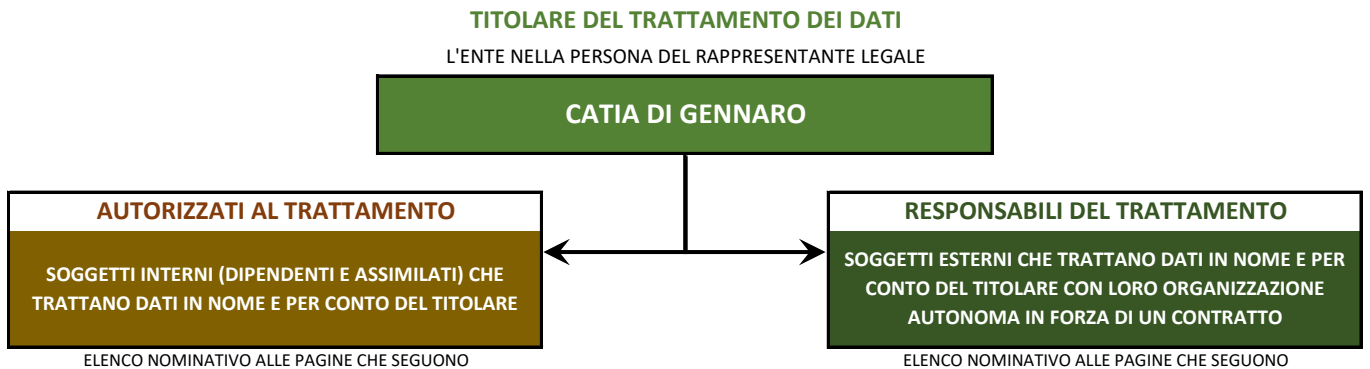 TITOLARE DEL TRATTAMENTO DEI DATI
L'ENTE NELLA PERSONA DEL RAPPRESENTANTE LEGALE
CATIA DI GENNARO
AUTORIZZATI AL TRATTAMENTO
SOGGETTI INTERNI (DIPENDENTI E ASSIMILATI) CHE
TRATTANO DATI IN NOME E PER CONTO DEL TITOLARE
ELENCO NOMINATIVO ALLE PAGINE CHE SEGUONO
RESPONSABILI DEL TRATTAMENTO
SOGGETTI ESTERNI CHE TRATTANO DATI IN NOME E PER
CONTO DEL TITOLARE CON LORO ORGANIZZAZIONE
AUTONOMA IN FORZA DI UN CONTRATTO
ELENCO NOMINATIVO ALLE PAGINE CHE SEGUONO